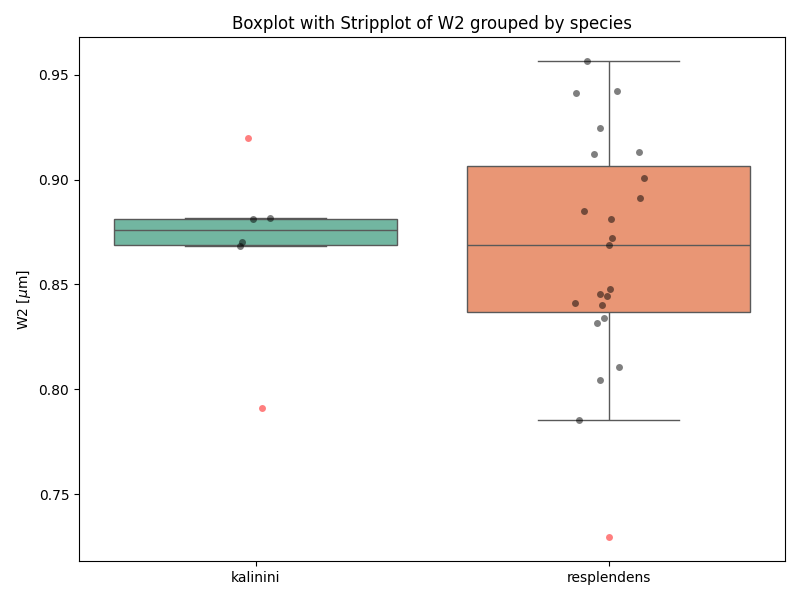 Boxplot with Stripplot of W2 grouped by species
W2 [μm]
0.95
0.90
0.85
0.80
0.75
kalinini
resplendens